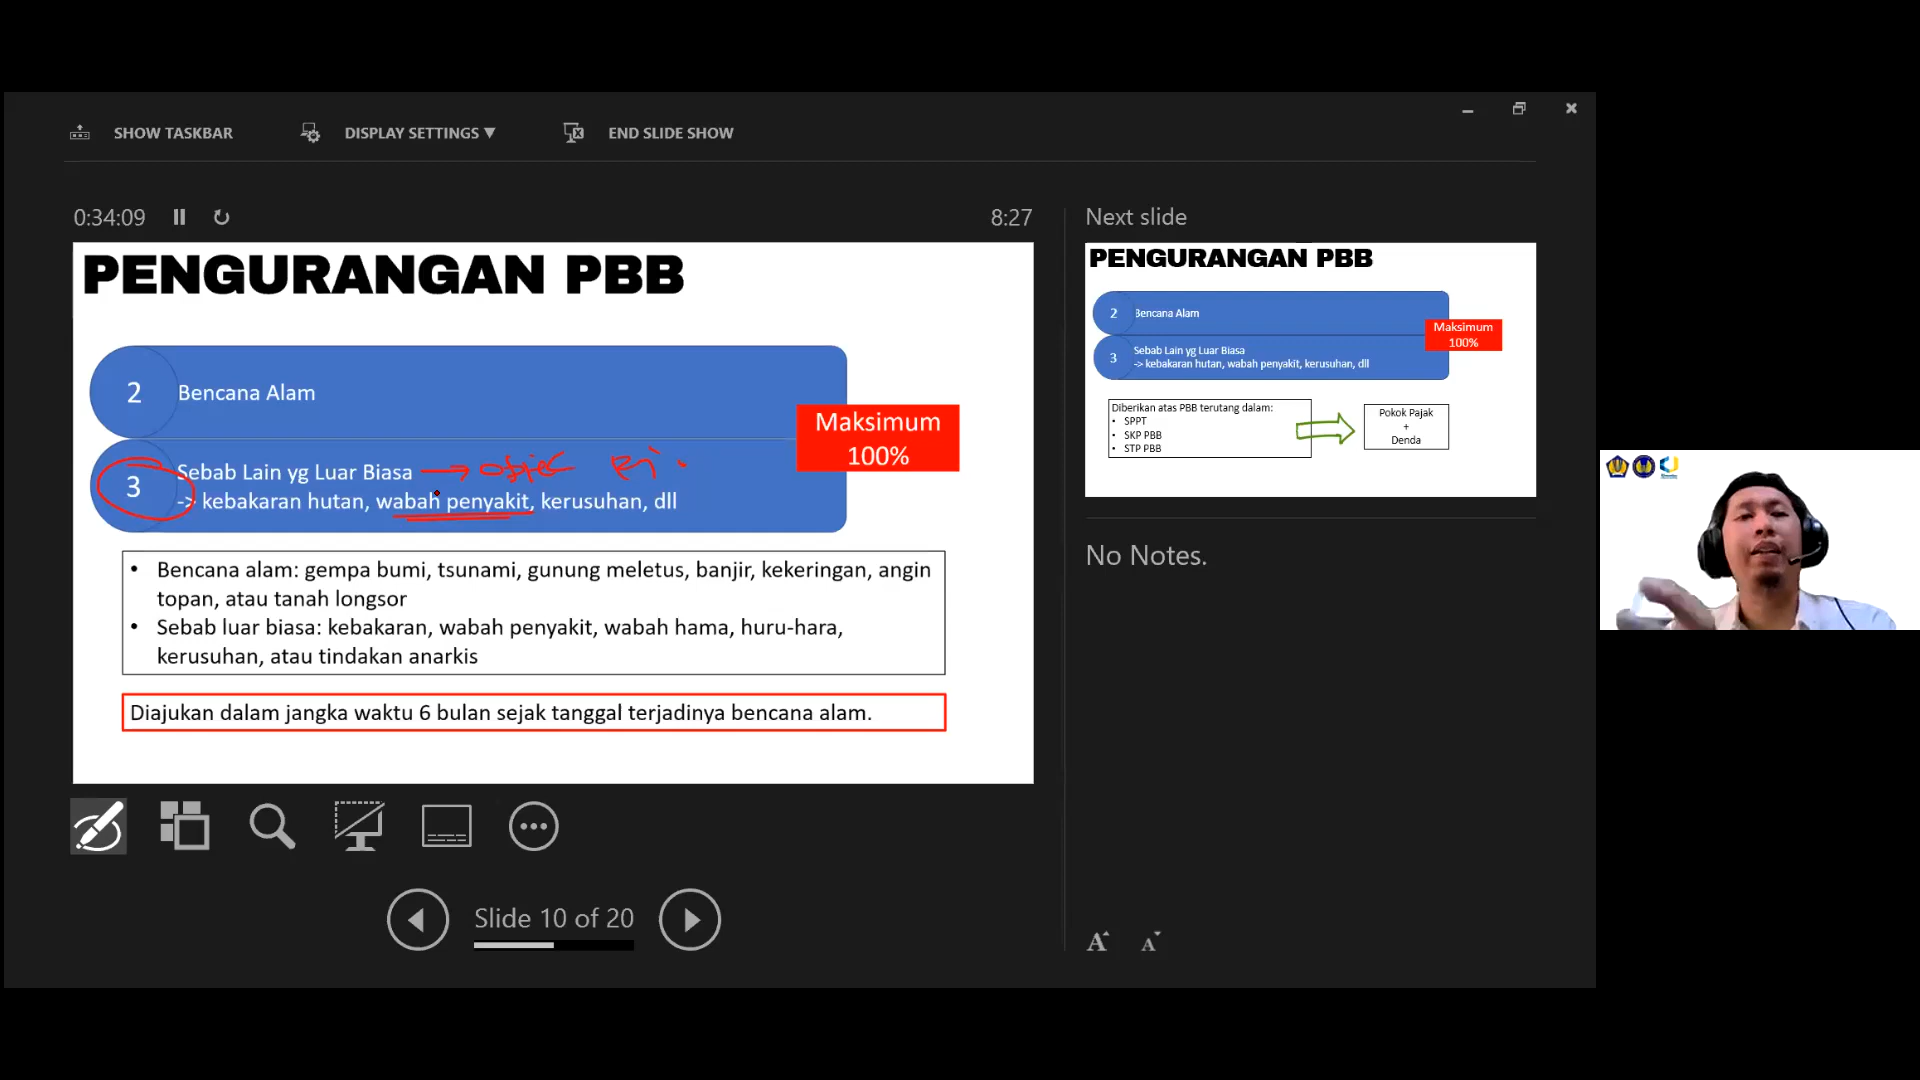 SHOW TASKBAR
DISPLAY SETTINGS ▼
END SLIDE SHOW
0:34:09
8:27
PENGURANGAN PBB
2
Bencana Alam
Maksimum
100%
3
Sebab Lain yg Luar Biasa
objec
-> kebakaran hutan, wabah penyakit, kerusuhan, dll
• Bencana alam: gempa bumi, tsunami, gunung meletus, banjir, kekeringan, angin
topan, atau tanah longsor
• Sebab luar biasa: kebakaran, wabah penyakit, wabah hama, huru-hara,
kerusuhan, atau tindakan anarkis
Diajukan dalam jangka waktu 6 bulan sejak tanggal terjadinya bencana alam.
Slide 10 of 20
Next slide
PENGURANGAN PBB
2
Bencana Alam
Maksimum
100%
3
Sebab Lain yg Luar Biasa
-> kebakaran hutan, wabah penyakit, kerusuhan, dll
Diberikan atas PBB terutang dalam:
• SPPT
• SKP PBB
• STP PBB
Pokok Pajak
+
Denda
No Notes.
A
A